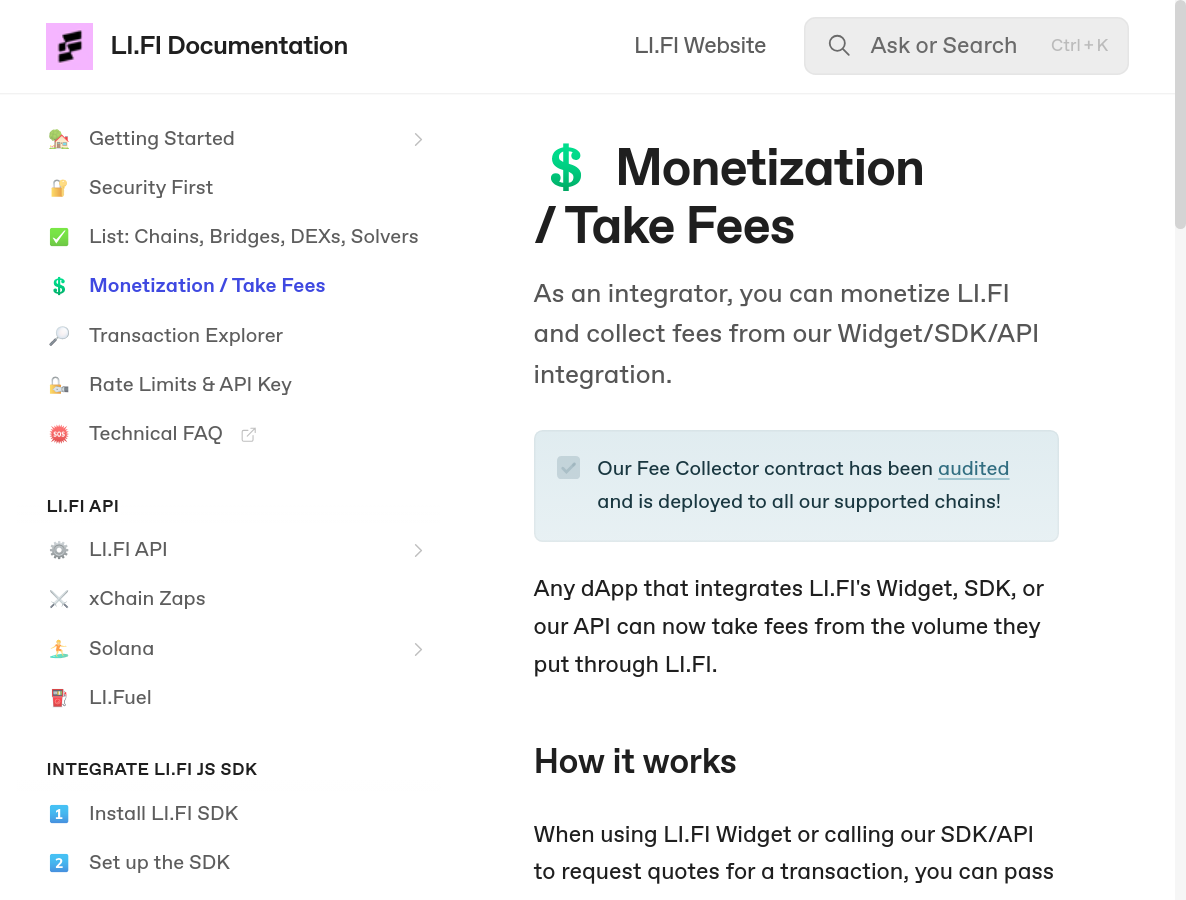 LI.FI Documentation
LI.FI Website
Ask or Search
Ctrl + K
Getting Started
Security First
List: Chains, Bridges, DEXs, Solvers
Monetization / Take Fees
Transaction Explorer
Rate Limits & API Key
Technical FAQ
LI.FI API
LI.FI API
xChain Zaps
Solana
LI.Fuel
INTEGRATE LI.FI JS SDK
1 Install LI.FI SDK
2 Set up the SDK
💲 Monetization
/ Take Fees
As an integrator, you can monetize LI.FI
and collect fees from our Widget/SDK/API
integration.
Our Fee Collector contract has been audited
and is deployed to all our supported chains!
Any dApp that integrates LI.FI's Widget, SDK, or
our API can now take fees from the volume they
put through LI.FI.
How it works
When using LI.FI Widget or calling our SDK/API
to request quotes for a transaction, you can pass